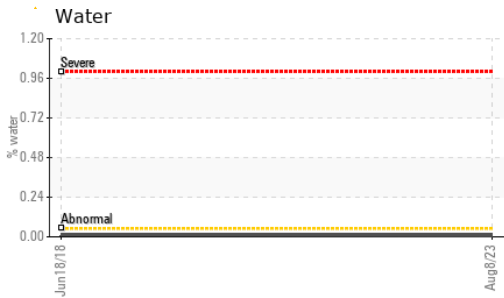 Water
1.20
Severe
0.96
0.72
% water
0.48
0.24
Abnormal
0.00
Jun18/18
Aug8/23